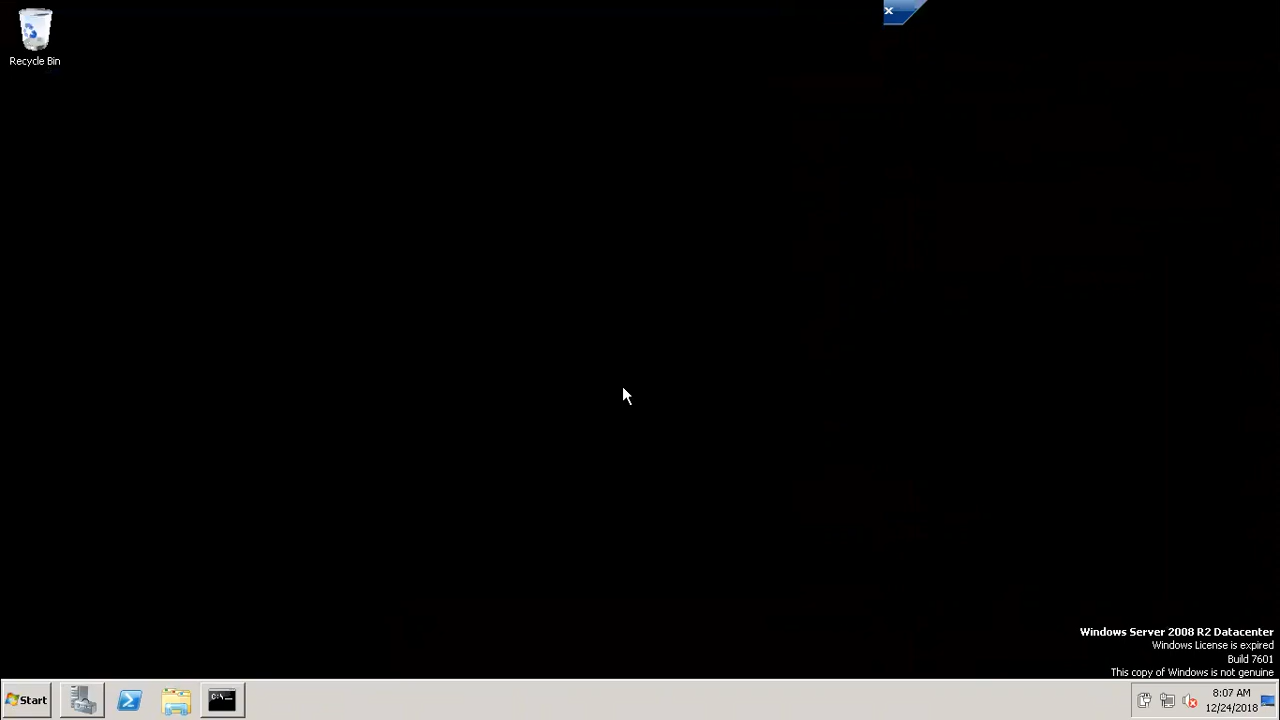 Recycle Bin
Windows Server 2008 R2 Datacenter
Windows License is expired
Build 7601
This copy of Windows is not genuine
Start
C:\
8:07 AM
12/24/2018